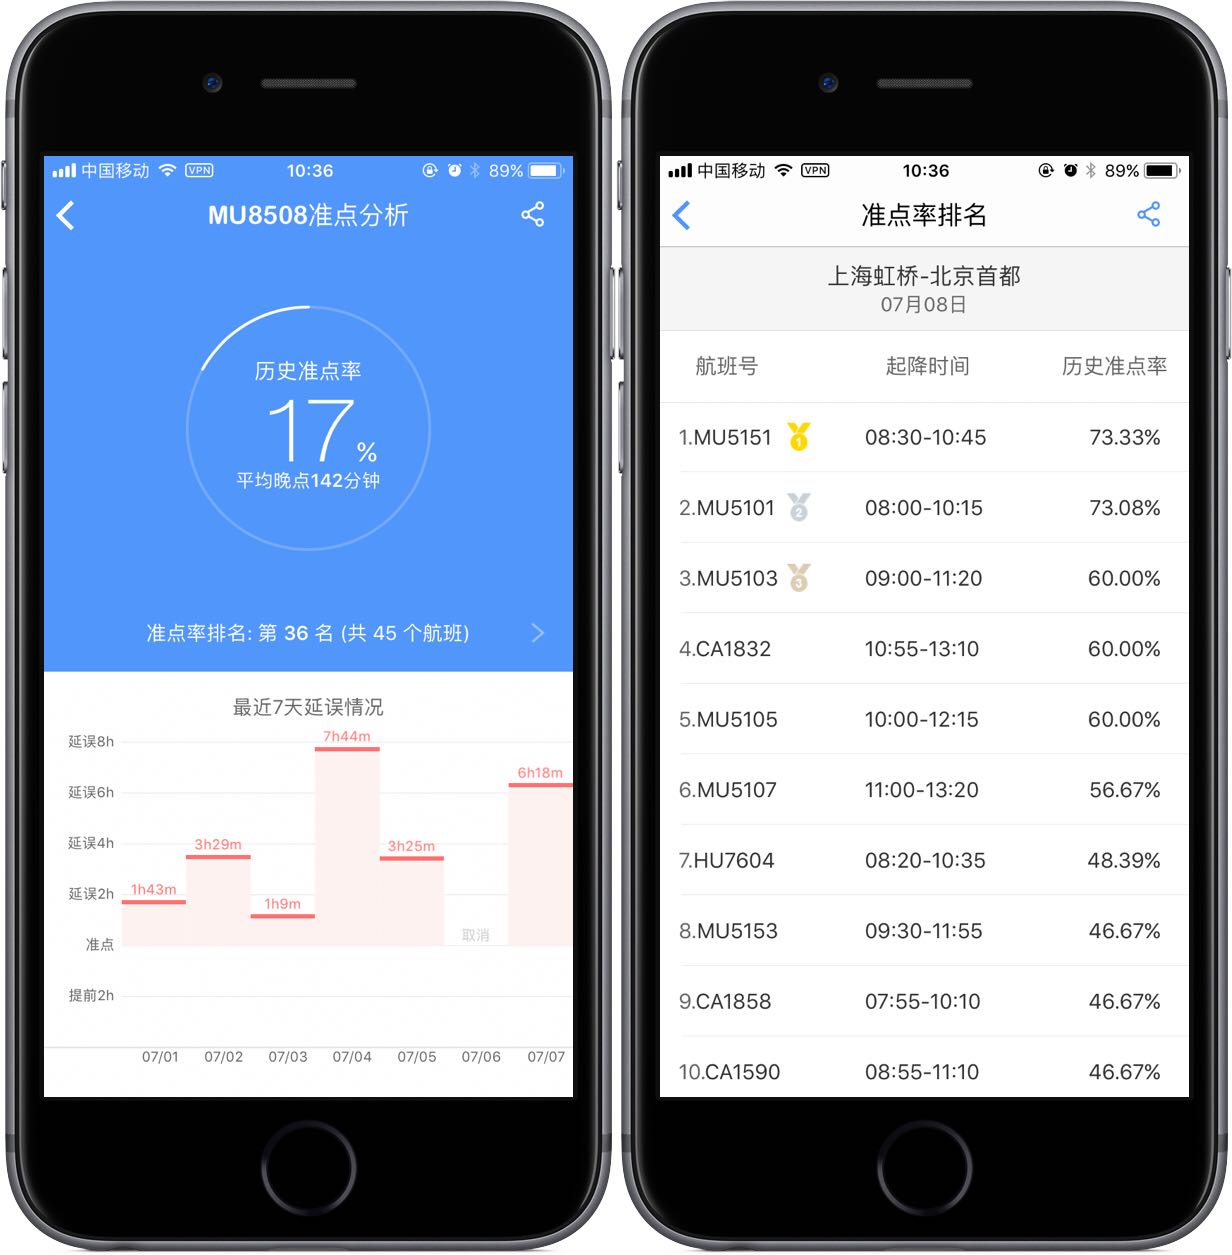 中国移动 VPN 10:36 89%
MU8508准点分析
历史准点率
17%
平均晚点142分钟
准点率排名: 第 36 名 (共 45 个航班)
最近7天延误情况
延误8h
延误6h
延误4h
延误2h
准点
提前2h
1h43m
3h29m
1h9m
7h44m
3h25m
取消
6h18m
07/01 07/02 07/03 07/04 07/05 07/06 07/07
中国移动 VPN 10:36 89%
准点率排名
上海虹桥-北京首都
07月08日
航班号 起降时间 历史准点率
1.MU5151 1 08:30-10:45 73.33%
2.MU5101 2 08:00-10:15 73.08%
3.MU5103 3 09:00-11:20 60.00%
4.CA1832 10:55-13:10 60.00%
5.MU5105 10:00-12:15 60.00%
6.MU5107 11:00-13:20 56.67%
7.HU7604 08:20-10:35 48.39%
8.MU5153 09:30-11:55 46.67%
9.CA1858 07:55-10:10 46.67%
10.CA1590 08:55-11:10 46.67%